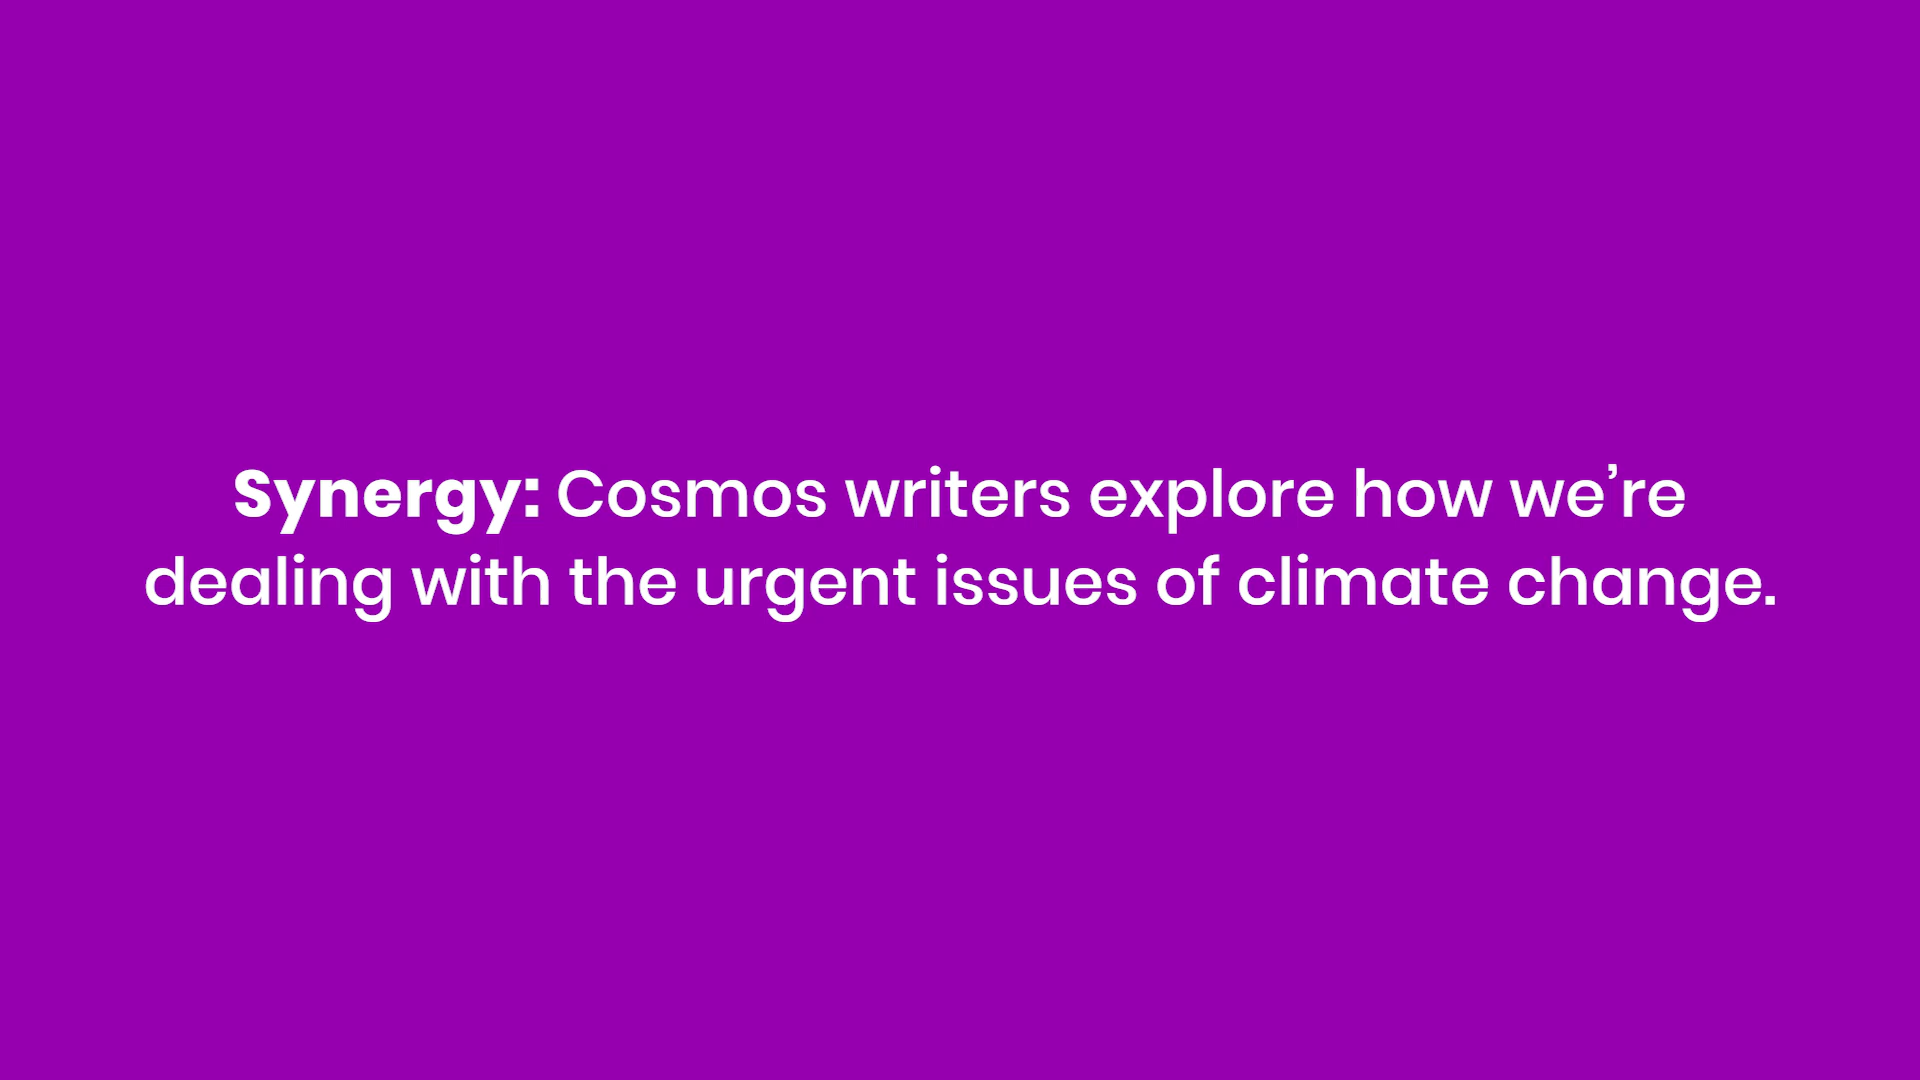 Synergy: Cosmos writers explore how we’re
dealing with the urgent issues of climate change.